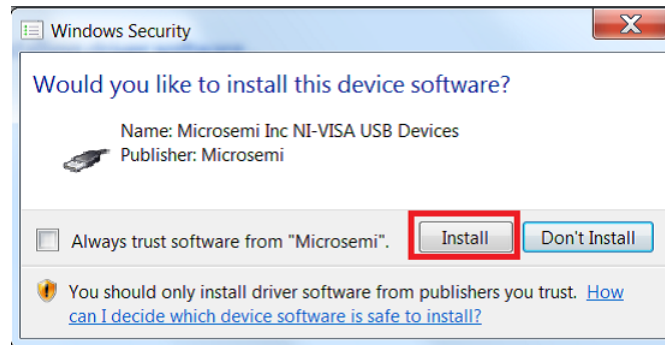 Windows Security
Would you like to install this device software?
Name: Microsemi Inc NI-VISA USB Devices
Publisher: Microsemi
Always trust software from "Microsemi".
Install
Don't Install
You should only install driver software from publishers you trust. How
can I decide which device software is safe to install?